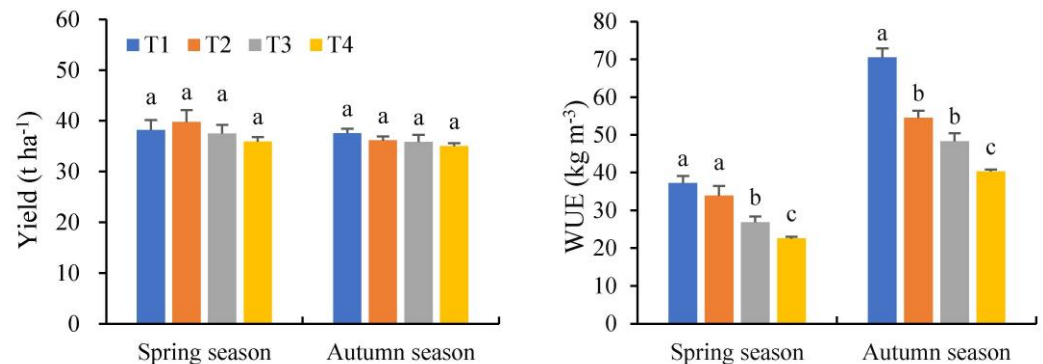 60
50
40
30
20
10
0
Yield (t ha⁻¹)
T1 T2 T3 T4
a a a a a a a a
Spring season Autumn season
80
70
60
50
40
30
20
10
0
WUE (kg m⁻³)
a a b c a b b c
Spring season Autumn season